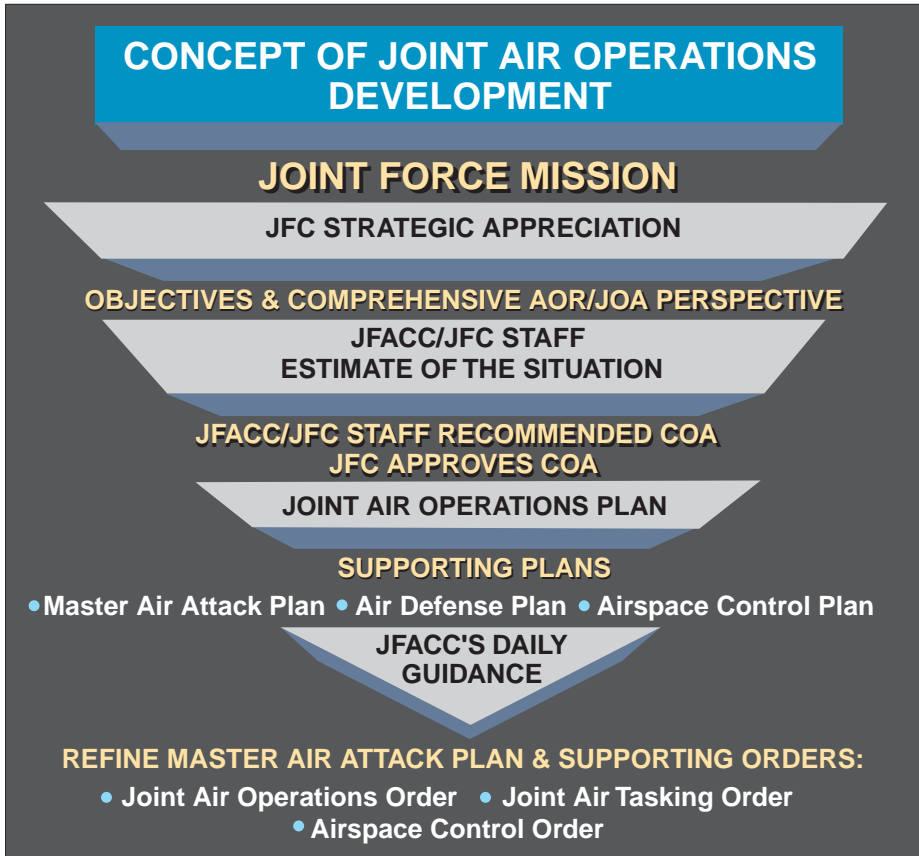 CONCEPT OF JOINT AIR OPERATIONS
DEVELOPMENT
JOINT FORCE MISSION
JFC STRATEGIC APPRECIATION
OBJECTIVES & COMPREHENSIVE AOR/JOA PERSPECTIVE
JFACC/JFC STAFF
ESTIMATE OF THE SITUATION
JFACC/JFC STAFF RECOMMENDED COA
JFC APPROVES COA
JOINT AIR OPERATIONS PLAN
SUPPORTING PLANS
• Master Air Attack Plan • Air Defense Plan • Airspace Control Plan
JFACC'S DAILY
GUIDANCE
REFINE MASTER AIR ATTACK PLAN & SUPPORTING ORDERS:
• Joint Air Operations Order • Joint Air Tasking Order
• Airspace Control Order